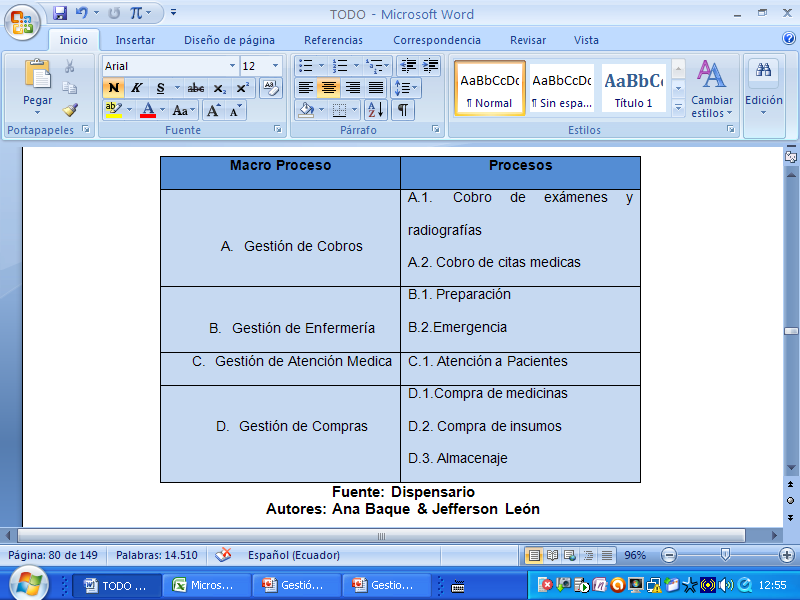 TODO - Microsoft Word
Inicio Insertar Diseño de página Referencias Correspondencia Revisar Vista
Arial 12
Pegar
N K S abe x₂ x²
Aa A A
AaBbCcDc AaBbCcDc AaBbC
¶ Normal ¶ Sin espa... Título 1
Cambiar estilos
Edición
Portapapeles Fuente Párrafo Estilos
Macro Proceso Procesos
A. Gestión de Cobros
A.1. Cobro de exámenes y
radiografías
A.2. Cobro de citas medicas
B. Gestión de Enfermería
B.1. Preparación
B.2.Emergencia
C. Gestión de Atención Medica C.1. Atención a Pacientes
D. Gestión de Compras
D.1.Compra de medicinas
D.2. Compra de insumos
D.3. Almacenaje
Fuente: Dispensario
Autores: Ana Baque & Jefferson León
Página: 80 de 149 Palabras: 14.510 Español (Ecuador) 96%
TODO ... Micros... Gestió... Gestio... 12:55